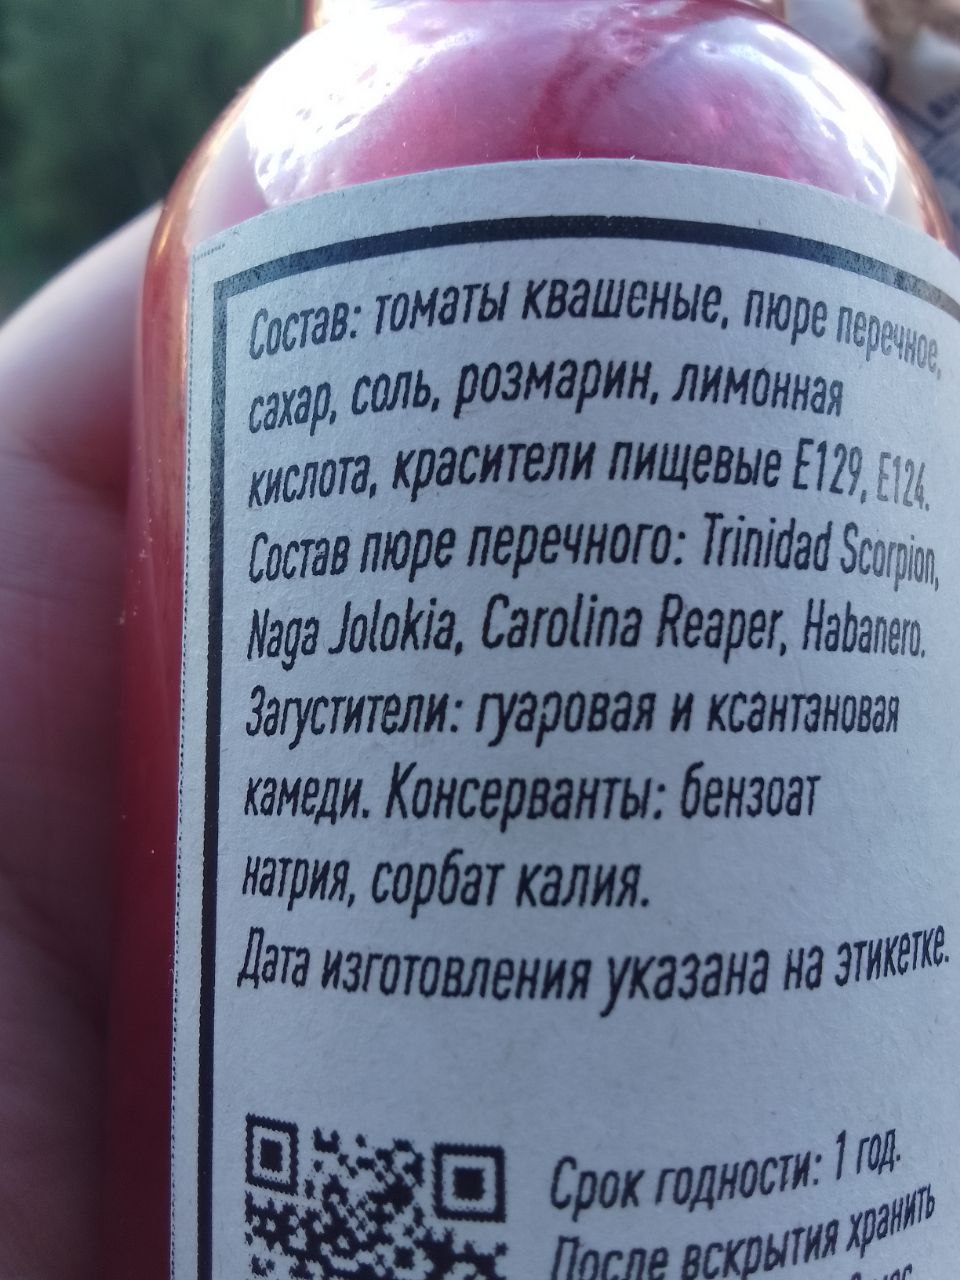 Состав: томаты квашеные, пюре перечное,
сахар, соль, розмарин, лимонная
кислота, красители пищевые Е129, Е124.
Состав пюре перечного: Trinidad Scorpion,
Naga Jolokia, Carolina Reaper, Habanero.
Загустители: гуаровая и ксантановая
камеди. Консерванты: бензоат
натрия, сорбат калия.
Дата изготовления указана на этикетке.
Срок годности: 1 год.
После вскрытия хранить